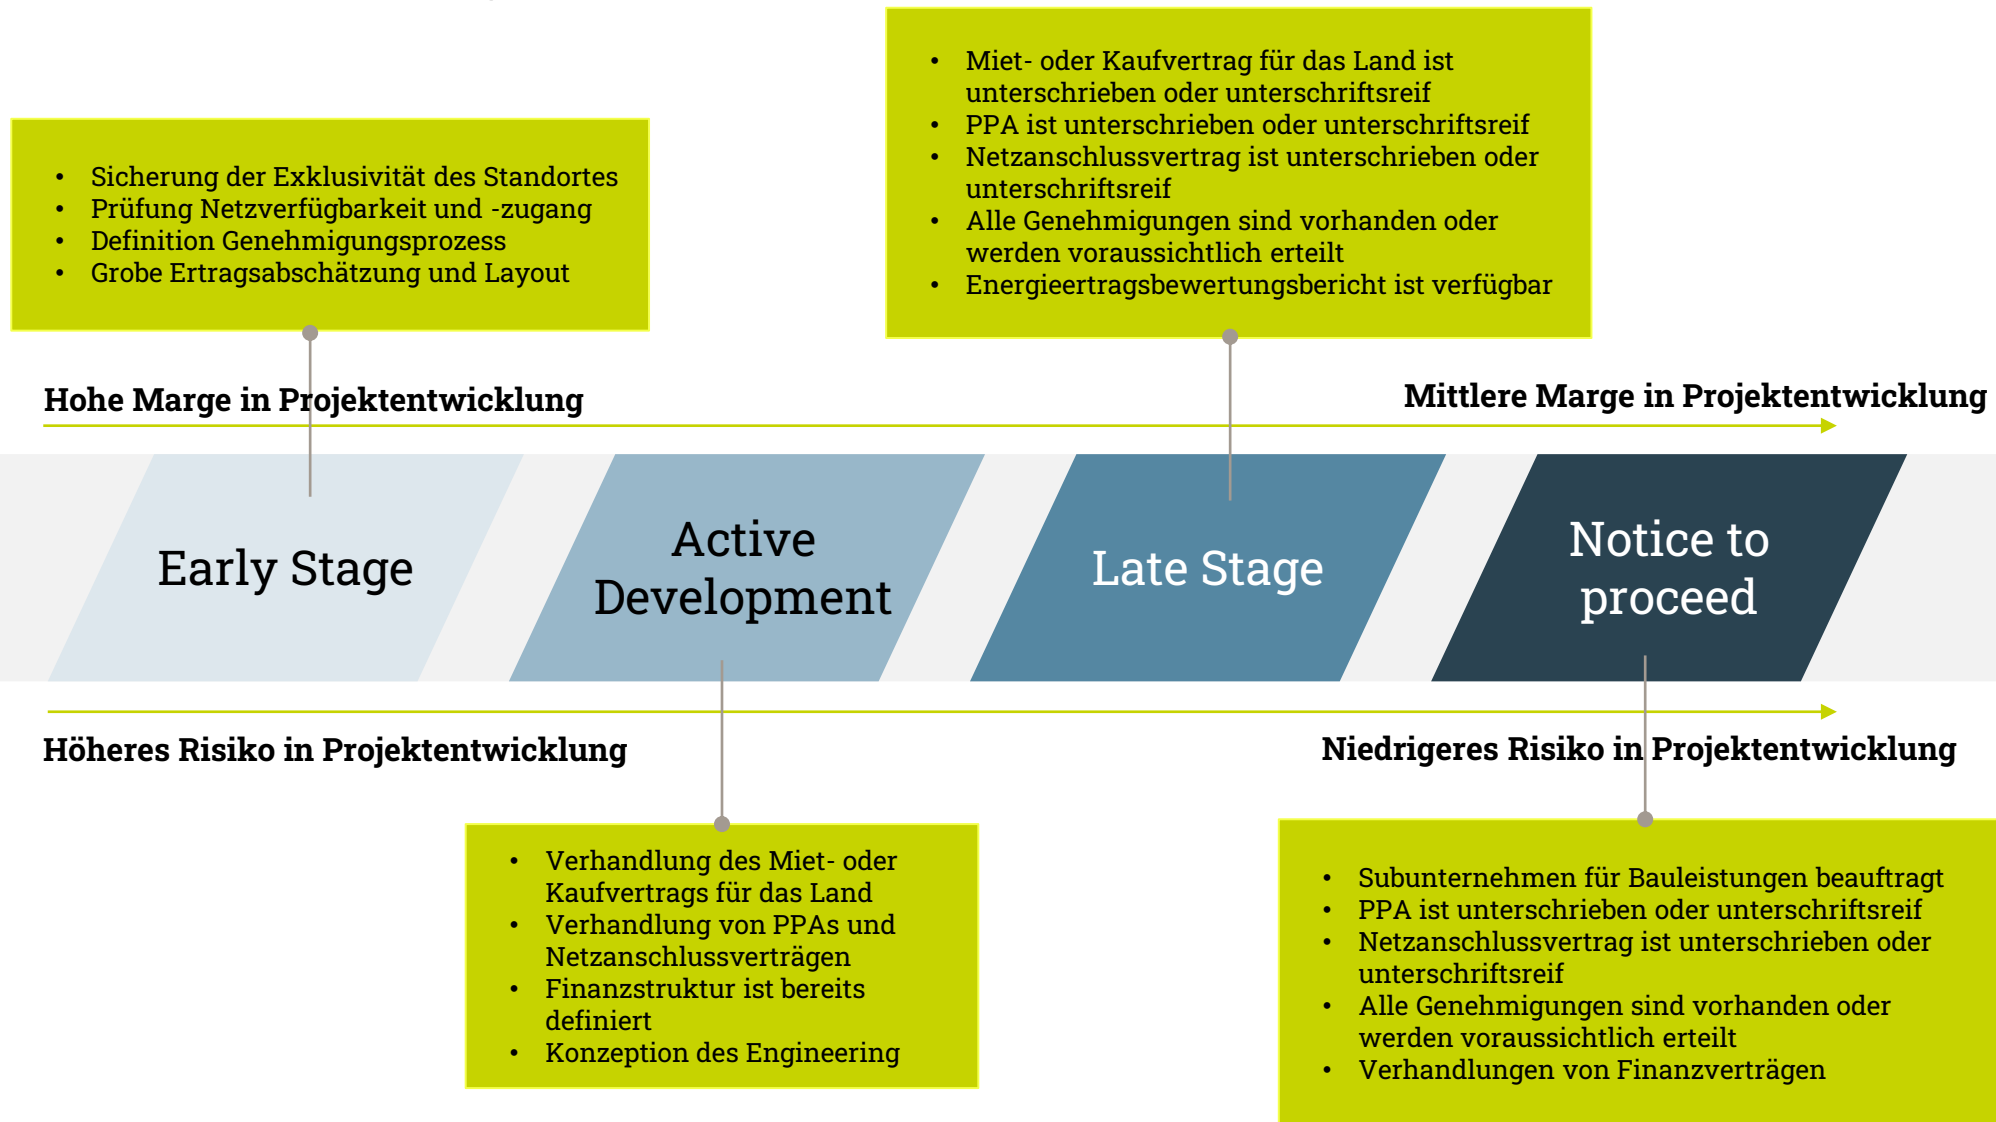 • Miet- oder Kaufvertrag für das Land ist
unterschrieben oder unterschriftsreif
• PPA ist unterschrieben oder unterschriftsreif
• Netzanschlussvertrag ist unterschrieben oder
unterschriftsreif
• Alle Genehmigungen sind vorhanden oder
werden voraussichtlich erteilt
• Energieertragsbewertungsbericht ist verfügbar
• Sicherung der Exklusivität des Standortes
• Prüfung Netzverfügbarkeit und -zugang
• Definition Genehmigungsprozess
• Grobe Ertragsabschätzung und Layout
Hohe Marge in Projektentwicklung
Mittlere Marge in Projektentwicklung
Early Stage
Active
Development
Late Stage
Notice to
proceed
Höheres Risiko in Projektentwicklung
Niedrigeres Risiko in Projektentwicklung
• Verhandlung des Miet- oder
Kaufvertrags für das Land
• Verhandlung von PPAs und
Netzanschlussverträgen
• Finanzstruktur ist bereits
definiert
• Konzeption des Engineering
• Subunternehmen für Bauleistungen beauftragt
• PPA ist unterschrieben oder unterschriftsreif
• Netzanschlussvertrag ist unterschrieben oder
unterschriftsreif
• Alle Genehmigungen sind vorhanden oder
werden voraussichtlich erteilt
• Verhandlungen von Finanzverträgen